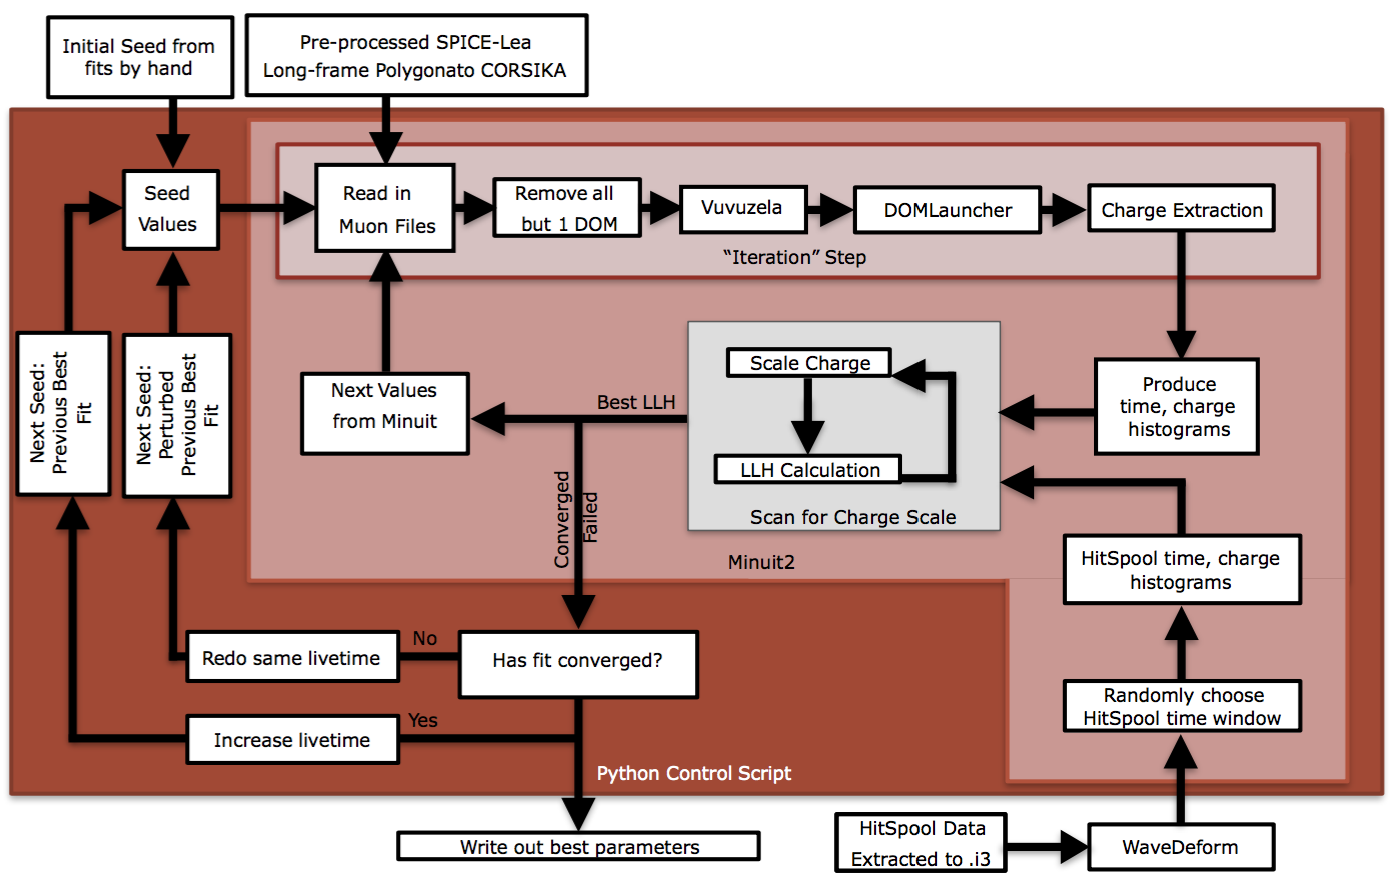 Initial Seed from
fits by hand
Pre-processed SPICE-Lea
Long-frame Polygonato CORSIKA
Seed
Values
Read in
Muon Files
Remove all
but 1 DOM
Vuvuzela
DOMLauncher
Charge Extraction
“Iteration” Step
Next Seed:
Previous Best
Fit
Next Seed:
Perturbed
Previous Best
Fit
Next Values
from Minuit
Best LLH
Scale Charge
LLH Calculation
Scan for Charge Scale
Produce
time, charge
histograms
Converged
Failed
Minuit2
HitSpool time, charge
histograms
Redo same livetime
No
Has fit converged?
Randomly choose
HitSpool time window
Increase livetime
Yes
Python Control Script
Write out best parameters
HitSpool Data
Extracted to .i3
WaveDeform